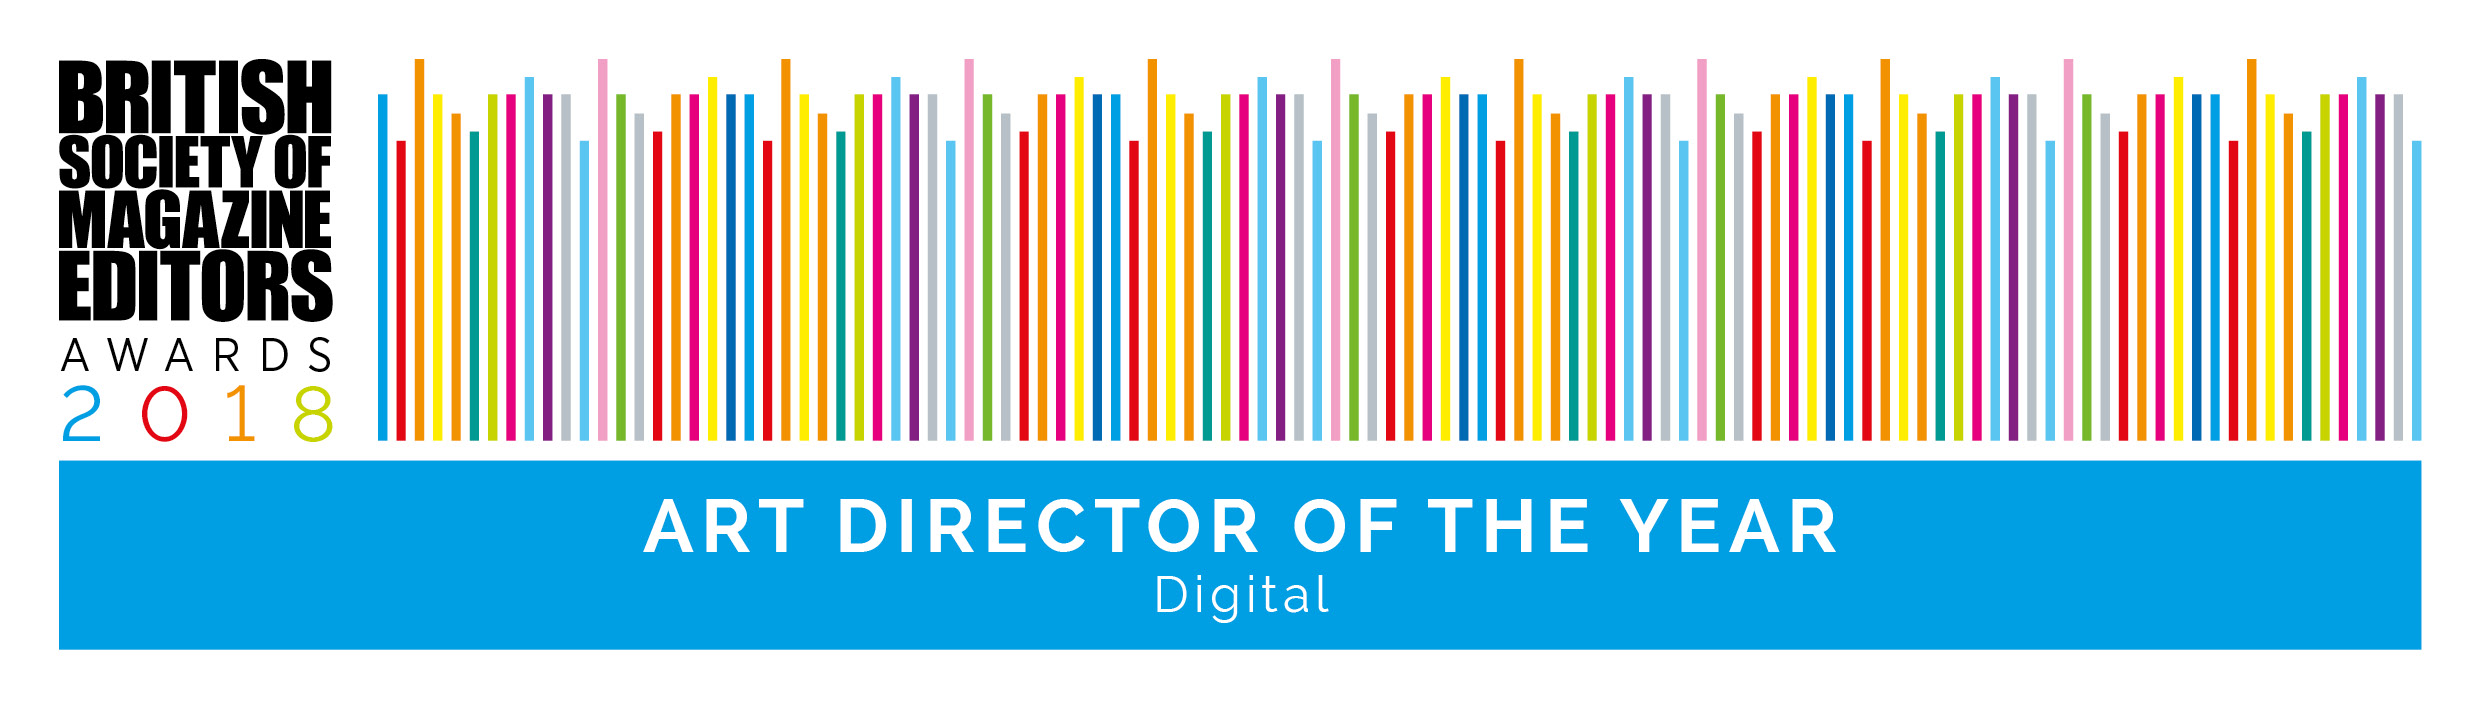 BRITISH
SOCIETY OF
MAGAZINE
EDITORS
AWARDS
2018
ART DIRECTOR OF THE YEAR
Digital